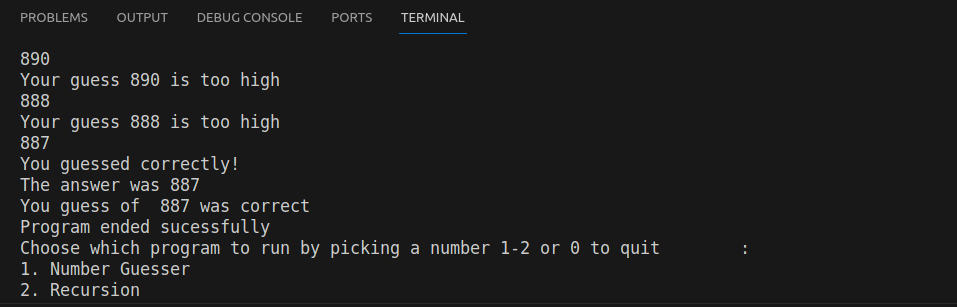 PROBLEMS OUTPUT DEBUG CONSOLE PORTS TERMINAL
890
Your guess 890 is too high
888
Your guess 888 is too high
887
You guessed correctly!
The answer was 887
You guess of  887 was correct
Program ended sucessfully
Choose which program to run by picking a number 1-2 or 0 to quit        :
1. Number Guesser
2. Recursion